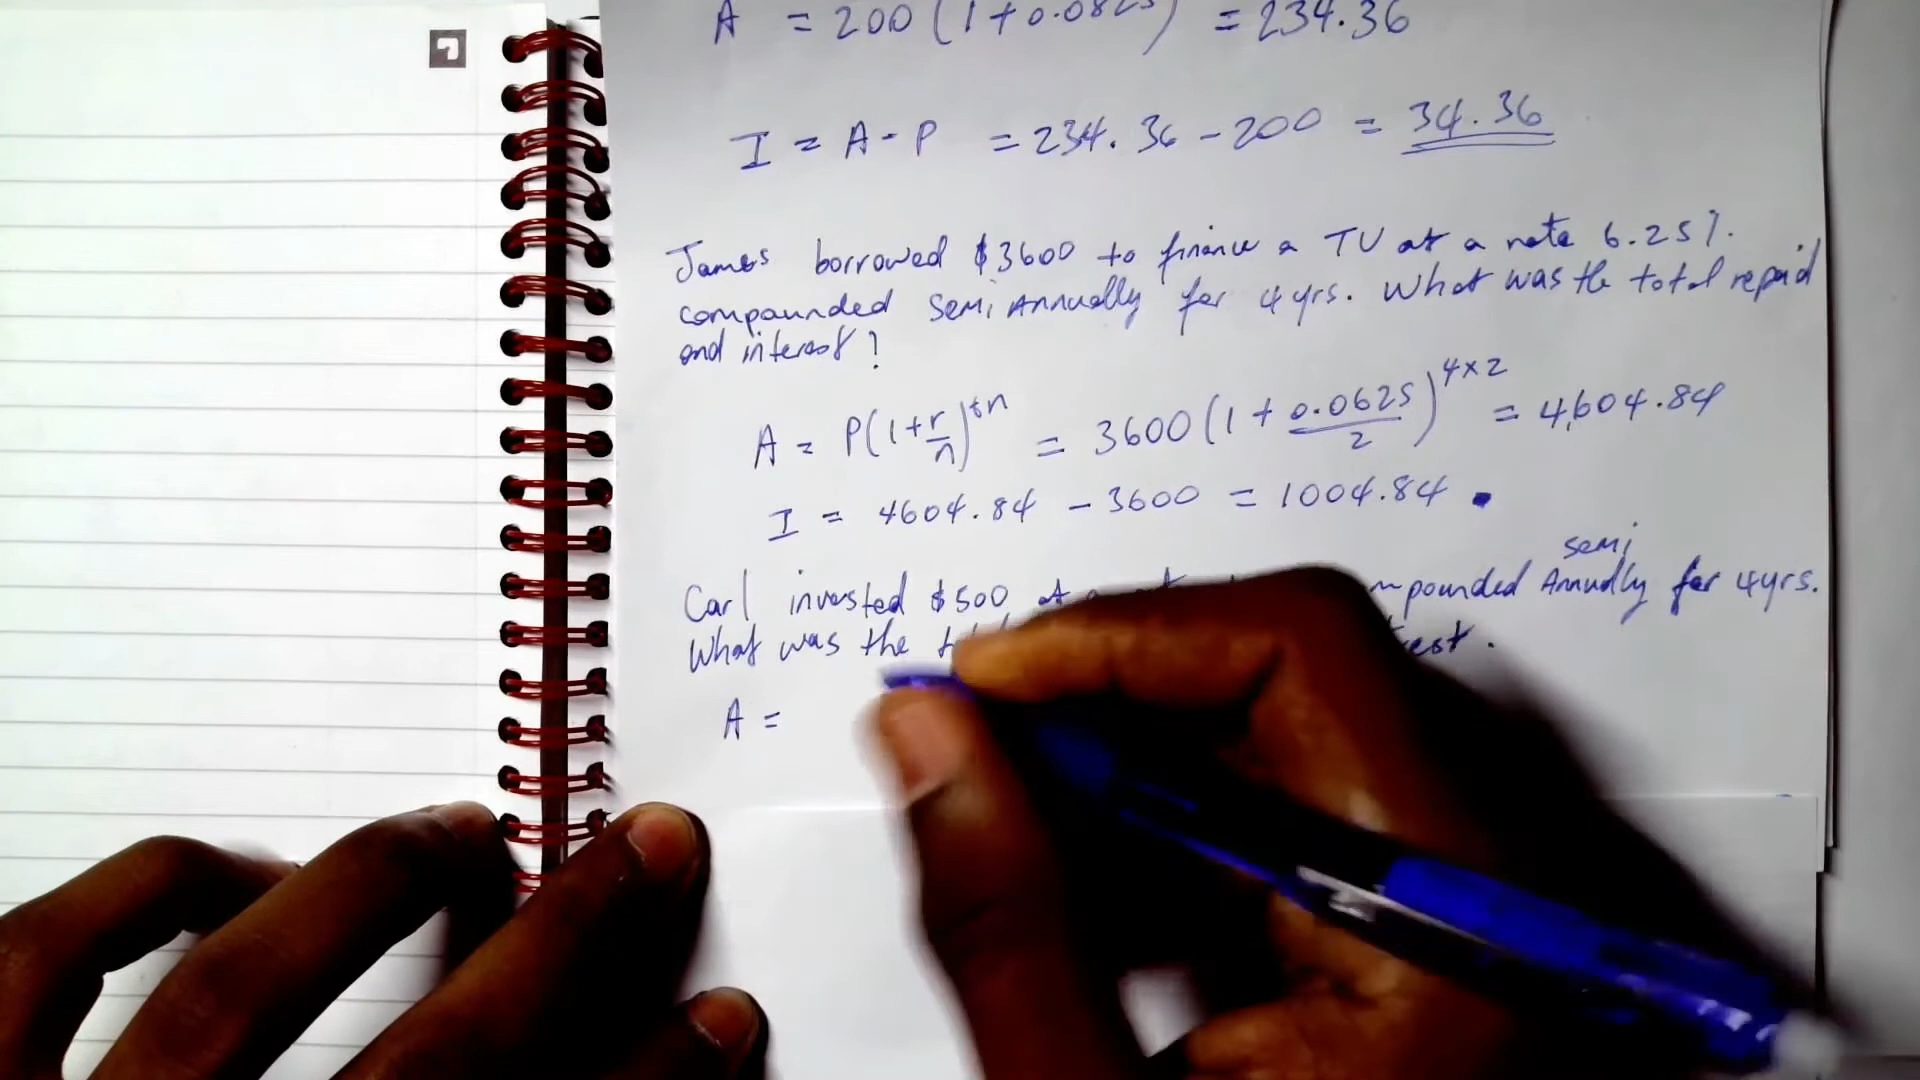 A = 200 (1+0.0825) = 234.36
I = A - P = 234.36 - 200 = 34.36
James borrowed $3600 to finance a TV at a rate 6.25%
compounded Semi Annually for 4yrs. What was the total repaid
and interest?
A = P(1+r/n)^tn = 3600(1+0.0625/2)^4×2 = 4,604.84
I = 4604.84 - 3600 = 1004.84
semi
Carl invested $500 at a compounded Annually for 4yrs.
What was the
A =